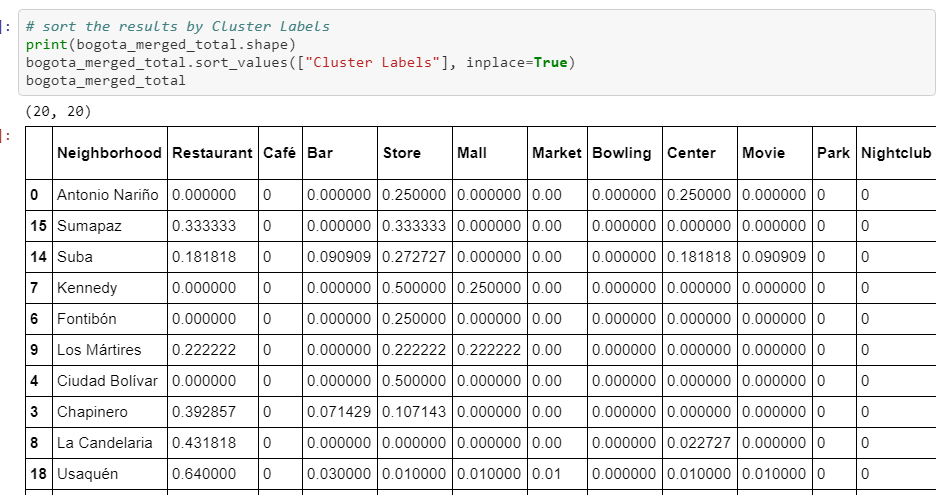 ]: # sort the results by Cluster Labels
print(bogota_merged_total.shape)
bogota_merged_total.sort_values(["Cluster Labels"], inplace=True)
bogota_merged_total
(20, 20)
]:
Neighborhood Restaurant Café Bar Store Mall Market Bowling Center Movie Park Nightclub
0 Antonio Nariño 0.000000 0 0.000000 0.250000 0.000000 0.00 0.000000 0.250000 0.000000 0 0
15 Sumapaz 0.333333 0 0.000000 0.333333 0.000000 0.00 0.000000 0.000000 0.000000 0 0
14 Suba 0.181818 0 0.090909 0.272727 0.000000 0.00 0.000000 0.181818 0.090909 0 0
7 Kennedy 0.000000 0 0.000000 0.500000 0.250000 0.00 0.000000 0.000000 0.000000 0 0
6 Fontibón 0.000000 0 0.000000 0.250000 0.000000 0.00 0.000000 0.000000 0.000000 0 0
9 Los Mártires 0.222222 0 0.000000 0.222222 0.222222 0.00 0.000000 0.000000 0.000000 0 0
4 Ciudad Bolívar 0.000000 0 0.000000 0.500000 0.000000 0.00 0.000000 0.000000 0.000000 0 0
3 Chapinero 0.392857 0 0.071429 0.107143 0.000000 0.00 0.000000 0.000000 0.000000 0 0
8 La Candelaria 0.431818 0 0.000000 0.000000 0.000000 0.00 0.000000 0.022727 0.000000 0 0
18 Usaquén 0.640000 0 0.030000 0.010000 0.010000 0.01 0.000000 0.010000 0.010000 0 0